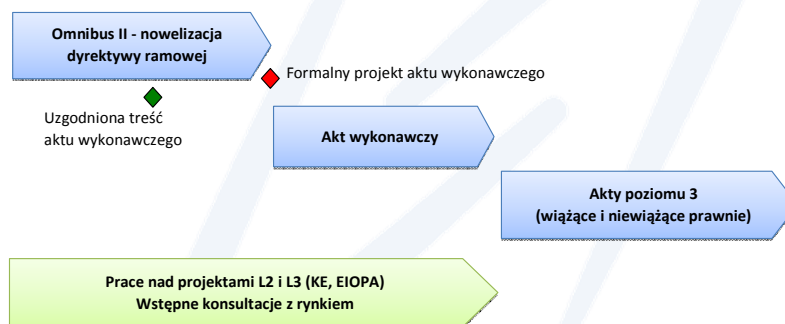 Omnibus II - nowelizacja
dyrektywy ramowej
Formalny projekt aktu wykonawczego
Uzgodniona treść
aktu wykonawczego
Akt wykonawczy
Akty poziomu 3
(wiążące i niewiążące prawnie)
Prace nad projektami L2 i L3 (KE, EIOPA)
Wstępne konsultacje z rynkiem